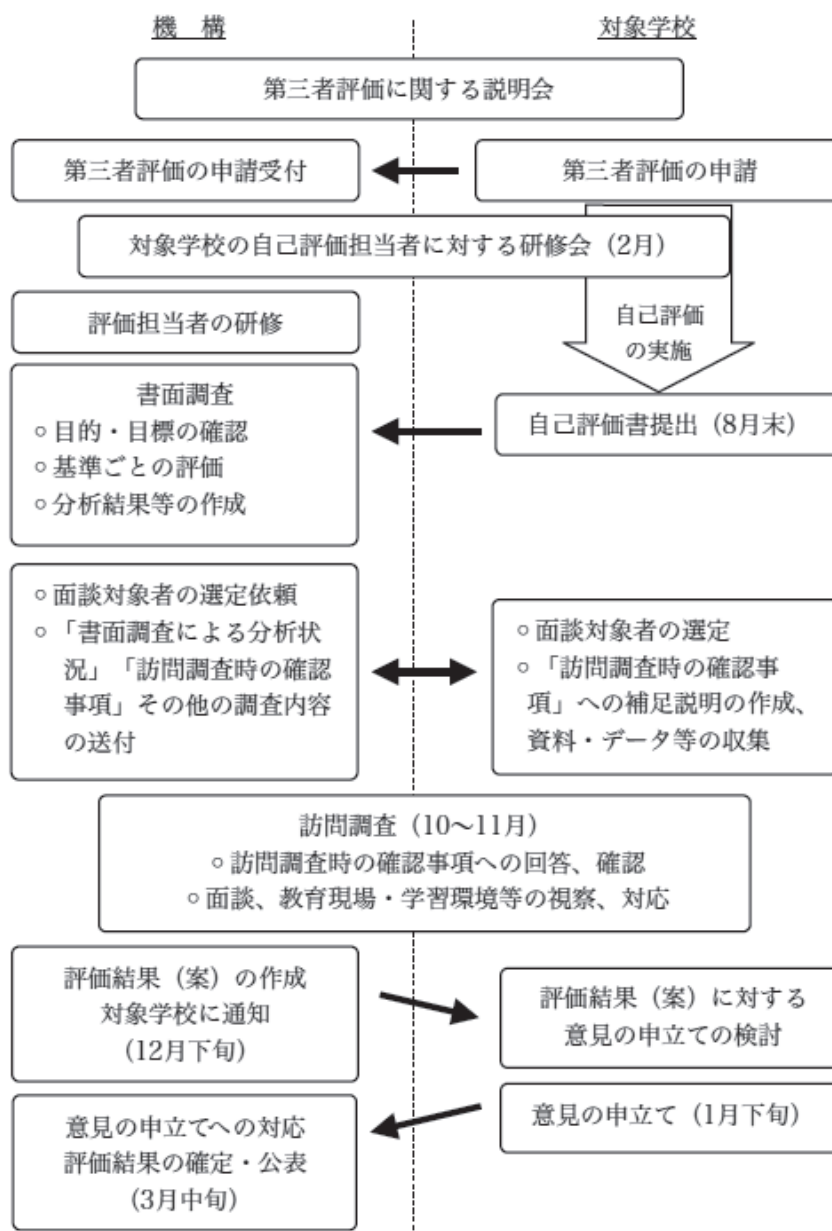 機　構
対象学校
第三者評価に関する説明会
第三者評価の申請受付
第三者評価の申請
対象学校の自己評価担当者に対する研修会（2月）
評価担当者の研修
自己評価
の実施
書面調査
○目的・目標の確認
○基準ごとの評価
○分析結果等の作成
自己評価書提出（8月末）
○面談対象者の選定依頼
○「書面調査による分析状
況」「訪問調査時の確認
事項」その他の調査内容
の送付
○面談対象者の選定
○「訪問調査時の確認事
項」への補足説明の作成、
資料・データ等の収集
訪問調査（10～11月）
○訪問調査時の確認事項への回答、確認
○面談、教育現場・学習環境等の視察、対応
評価結果（案）の作成
対象学校に通知
（12月下旬）
評価結果（案）に対する
意見の申立ての検討
意見の申立て（1月下旬）
意見の申立てへの対応
評価結果の確定・公表
（3月中旬）